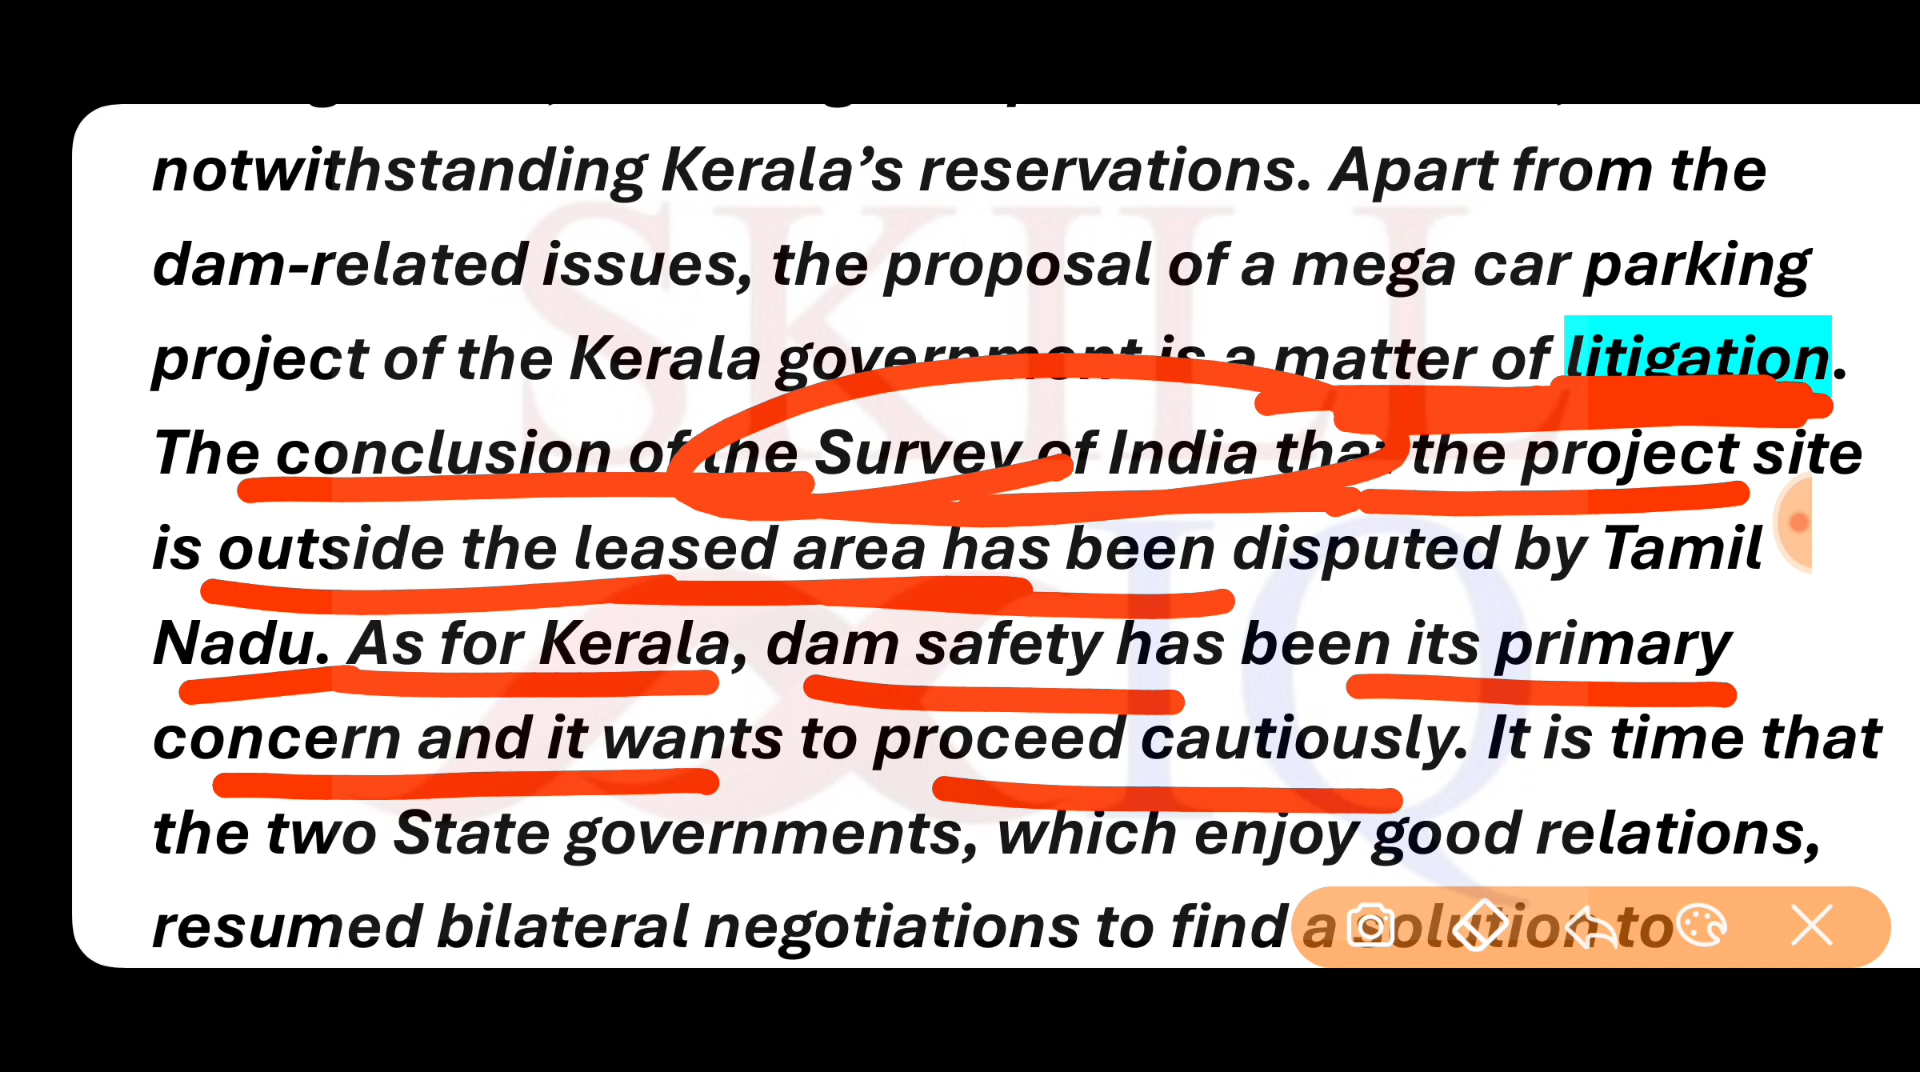 notwithstanding Kerala’s reservations. Apart from the
dam-related issues, the proposal of a mega car parking
project of the Kerala government is a matter of litigation.
The conclusion of the Survey of India that the project site
is outside the leased area has been disputed by Tamil
Nadu. As for Kerala, dam safety has been its primary
concern and it wants to proceed cautiously. It is time that
the two State governments, which enjoy good relations,
resumed bilateral negotiations to find a solution to
SKILL
IQ